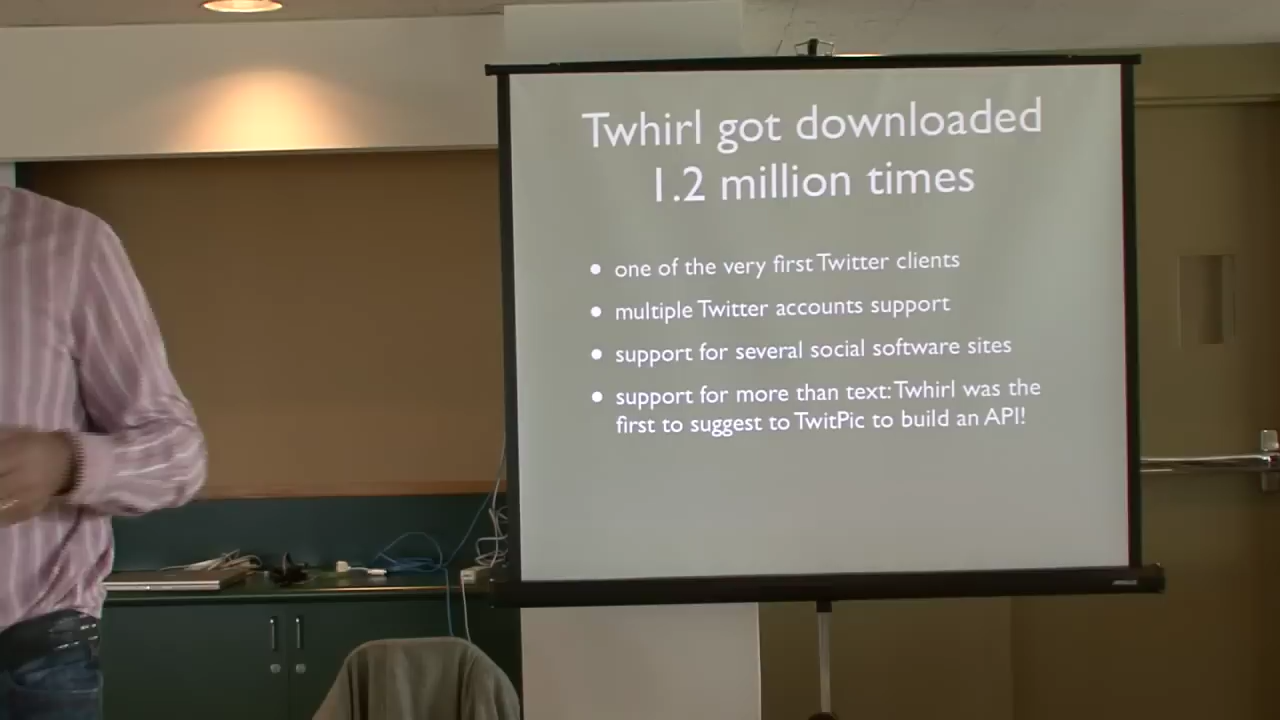 Twhirl got downloaded
1.2 million times
• one of the very first Twitter clients
• multiple Twitter accounts support
• support for several social software sites
• support for more than text: Twhirl was the
first to suggest to TwitPic to build an API!